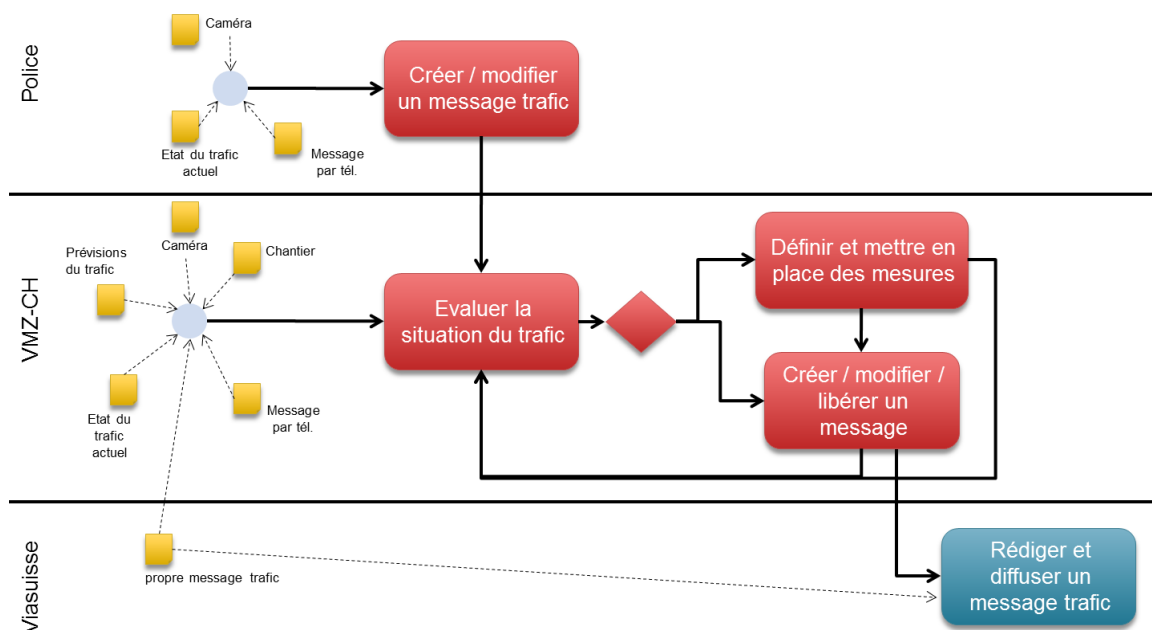 Police
Caméra
Créer / modifier
un message trafic
Etat du trafic
actuel
Message
par tél.
VMZ-CH
Caméra
Prévisions
du trafic
Chantier
Evaluer la
situation du trafic
Définir et mettre en
place des mesures
Créer / modifier /
libérer un
message
Etat du
trafic
actuel
Message
par tél.
Viasuisse
propre message trafic
Rédiger et
diffuser un
message trafic